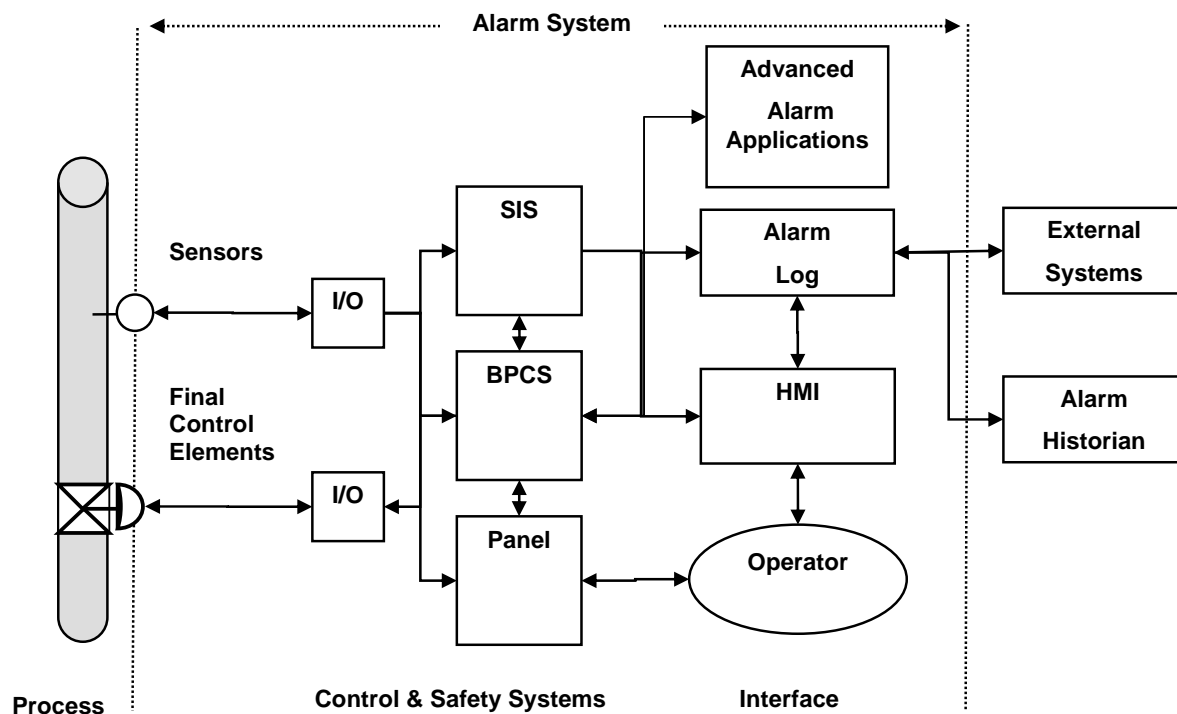 Alarm System
Advanced
Alarm
Applications
SIS
Alarm
Log
External
Systems
Sensors
I/O
BPCS
HMI
Alarm
Historian
Final
Control
Elements
I/O
Panel
Operator
Process
Control & Safety Systems
Interface